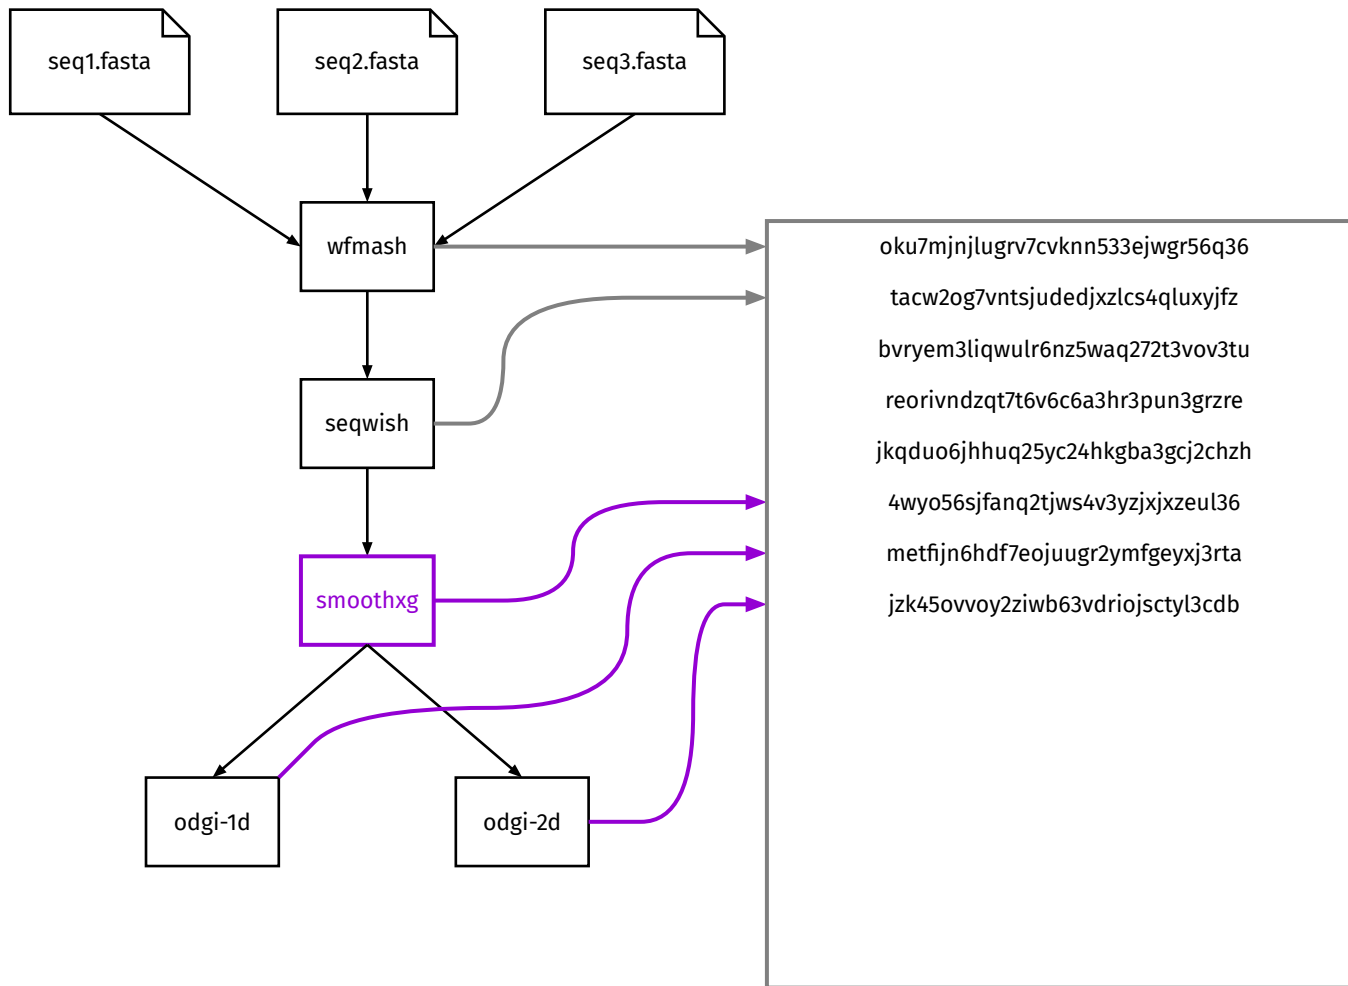 seq1.fasta
seq2.fasta
seq3.fasta
wfmash
seqwish
smoothxg
odgi-1d
odgi-2d
oku7mjnjlugrv7cvknn533ejwgr56q36
tacw2og7vntsjudedjxzlcs4qluxyjfz
bvryem3liqwulr6nz5waq272t3vov3tu
reorivndzqt7t6v6c6a3hr3pun3grzre
jkqduo6jhhuq25yc24hkgba3gcj2chzh
4wyo56sjfanq2tjws4v3yzjxjxzeul36
metfijn6hdf7eojuugr2ymfgeyxj3rta
jzk45ovvoy2ziwb63vdriojsctyl3cdb